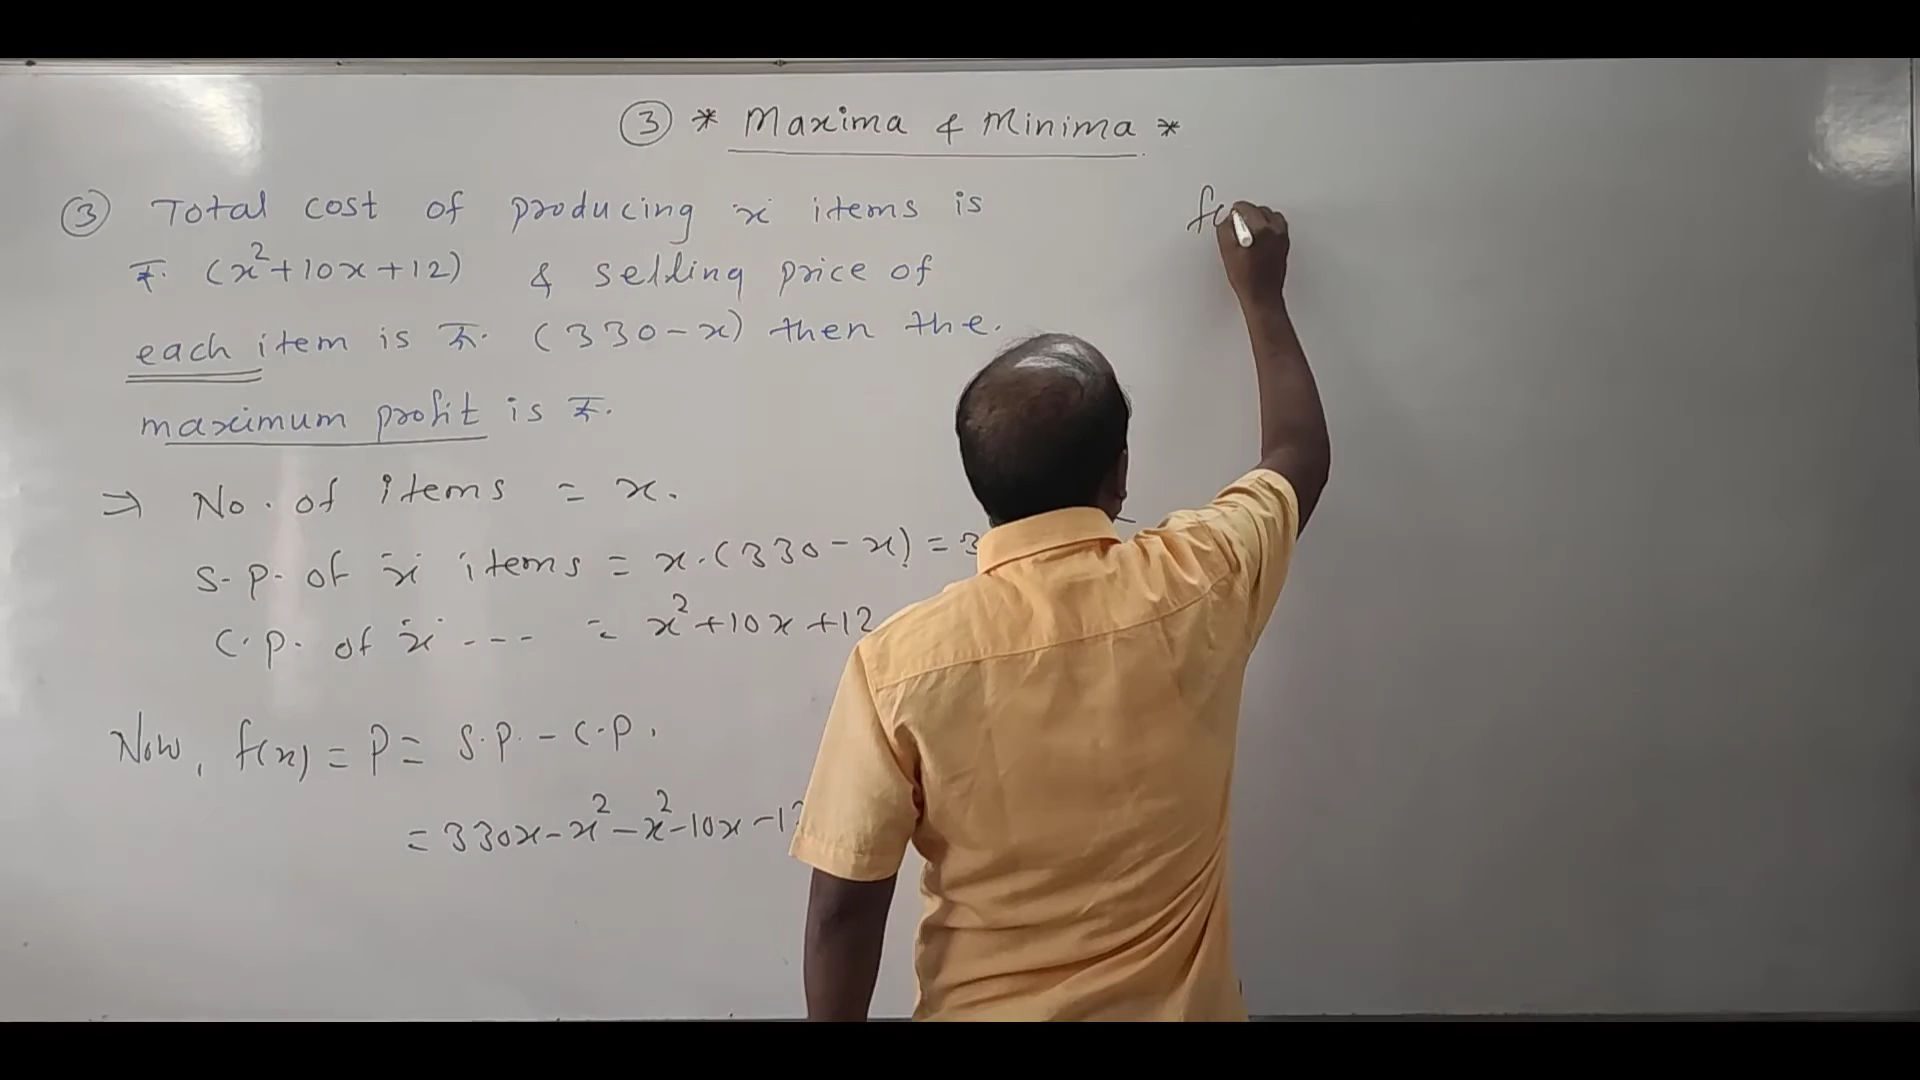 ③ * Maxima & Minima *
③ Total cost of producing x items is
₹. (x²+10x+12) & selling price of
each item is ₹. (330-x) then the.
maximum profit is ₹.
⇒ No. of items = x.
S.P. of x items = x.(330-x) = 3
C.P. of x --- = x²+10x+12
Now, f(x) = P = S.P. - C.P.
= 330x-x²-x²-10x-1
f(